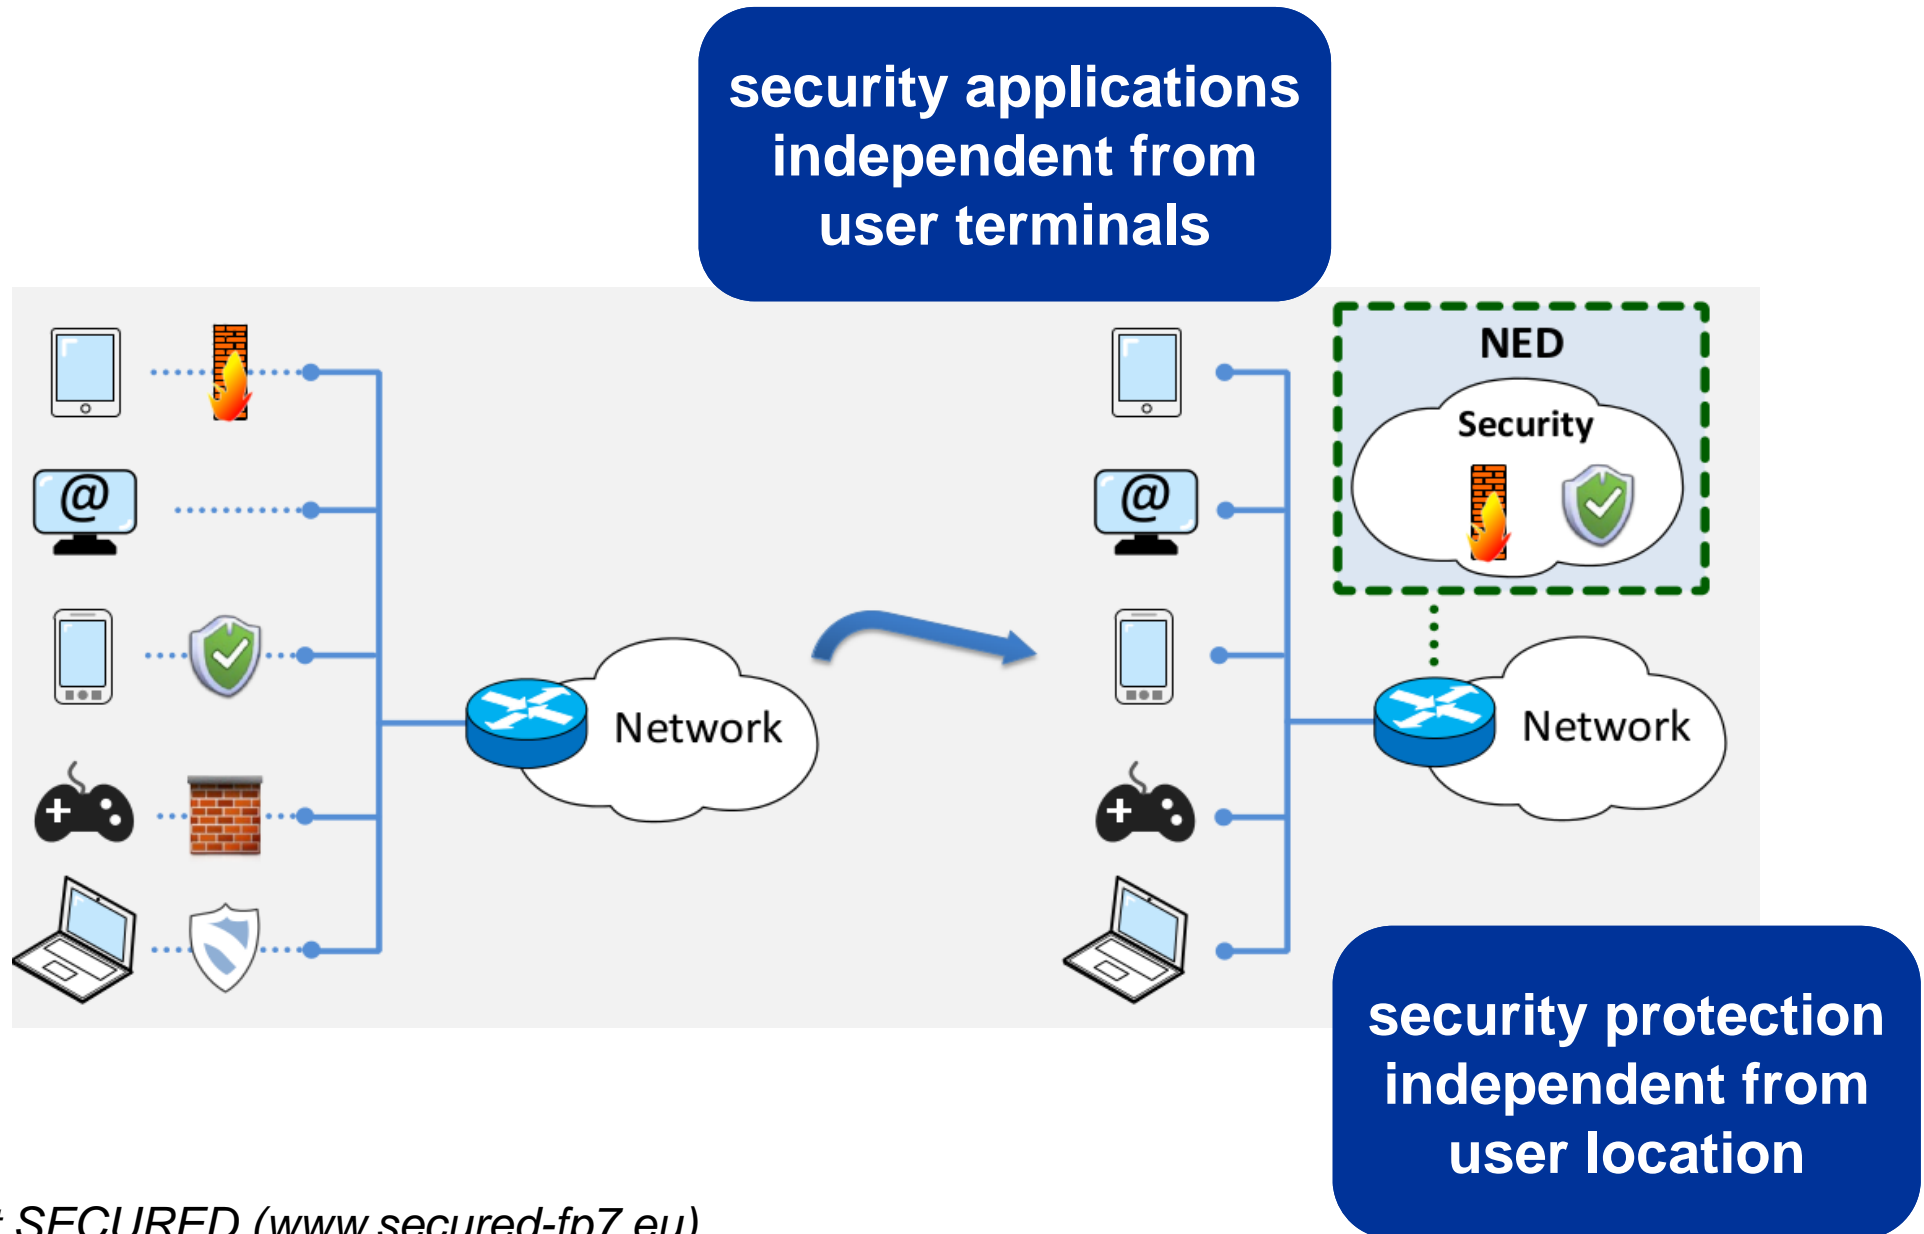 security applications
independent from
user terminals
NED
Security
@
@
Network
Network
security protection
independent from
user location
SECURED (www.secured-fp7.eu)